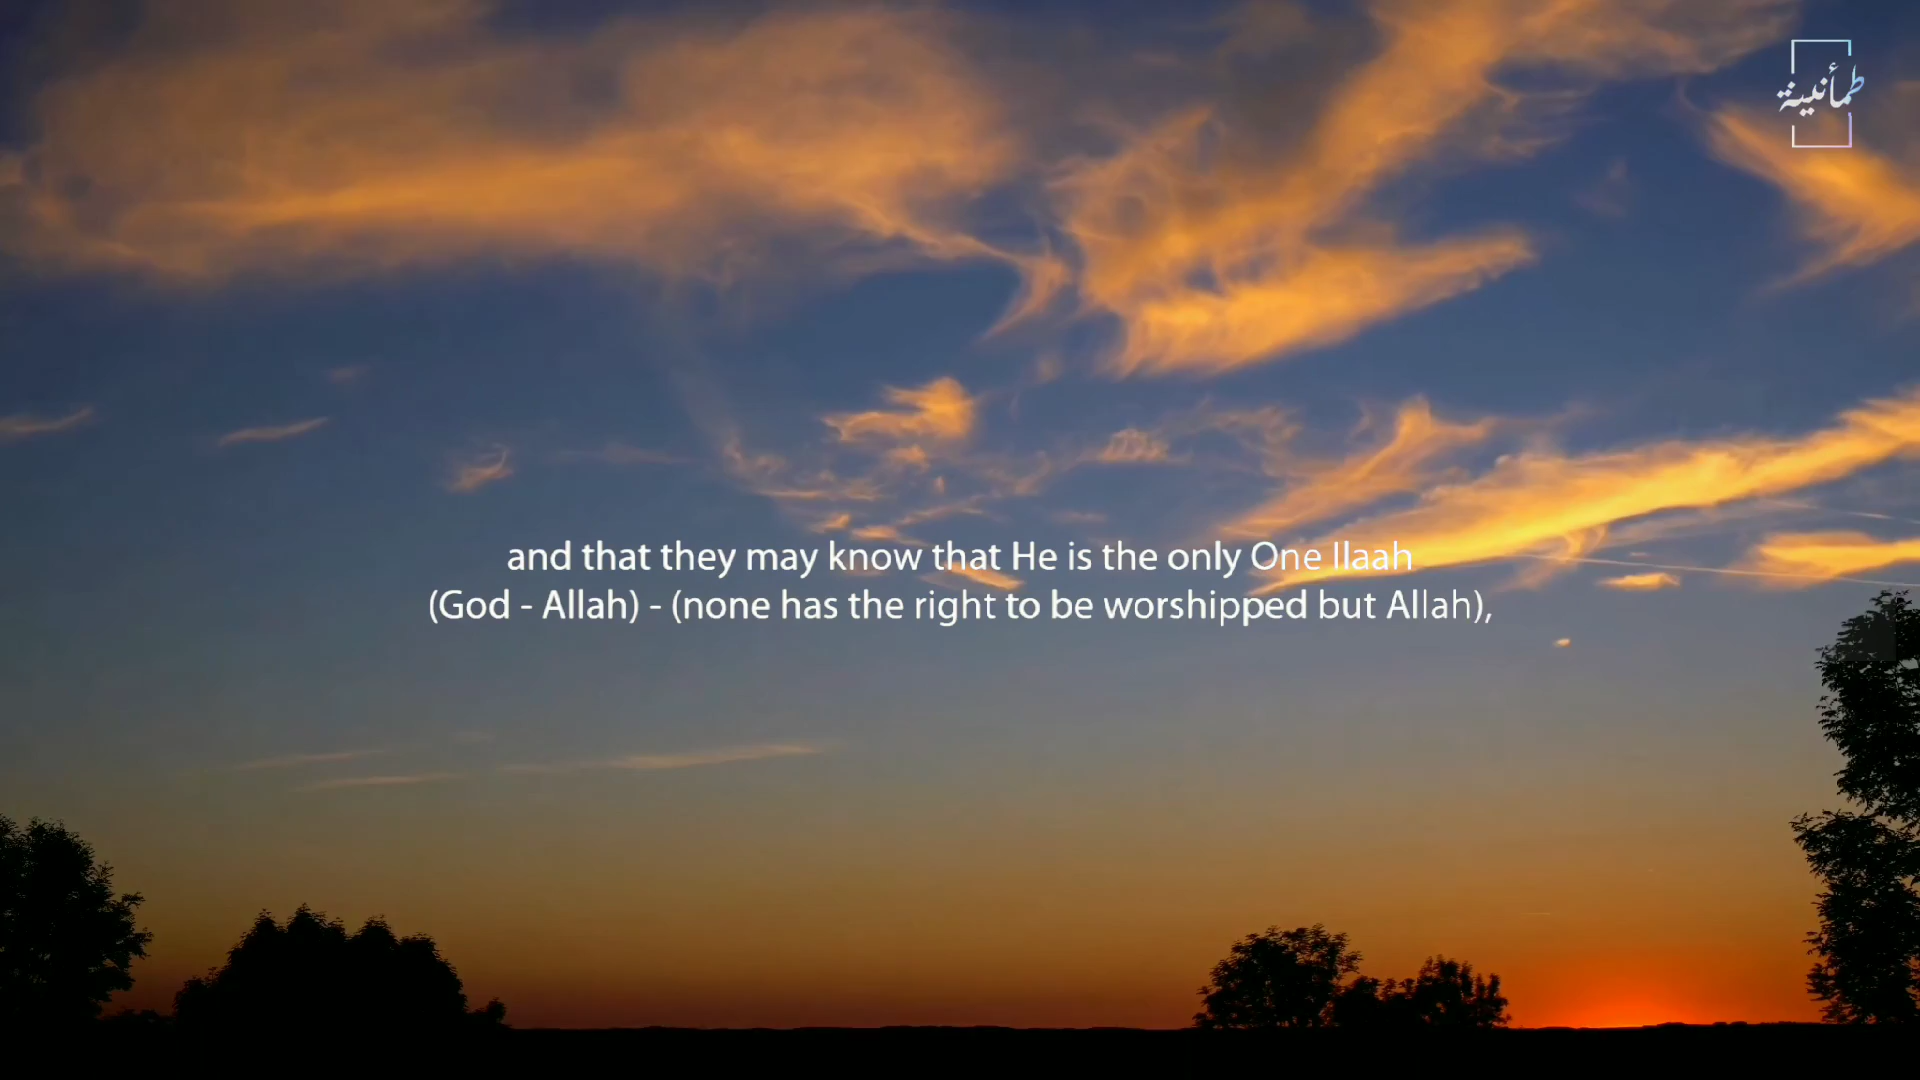 طمأنينة
and that they may know that He is the only One Ilaah
(God - Allah) - (none has the right to be worshipped but Allah),